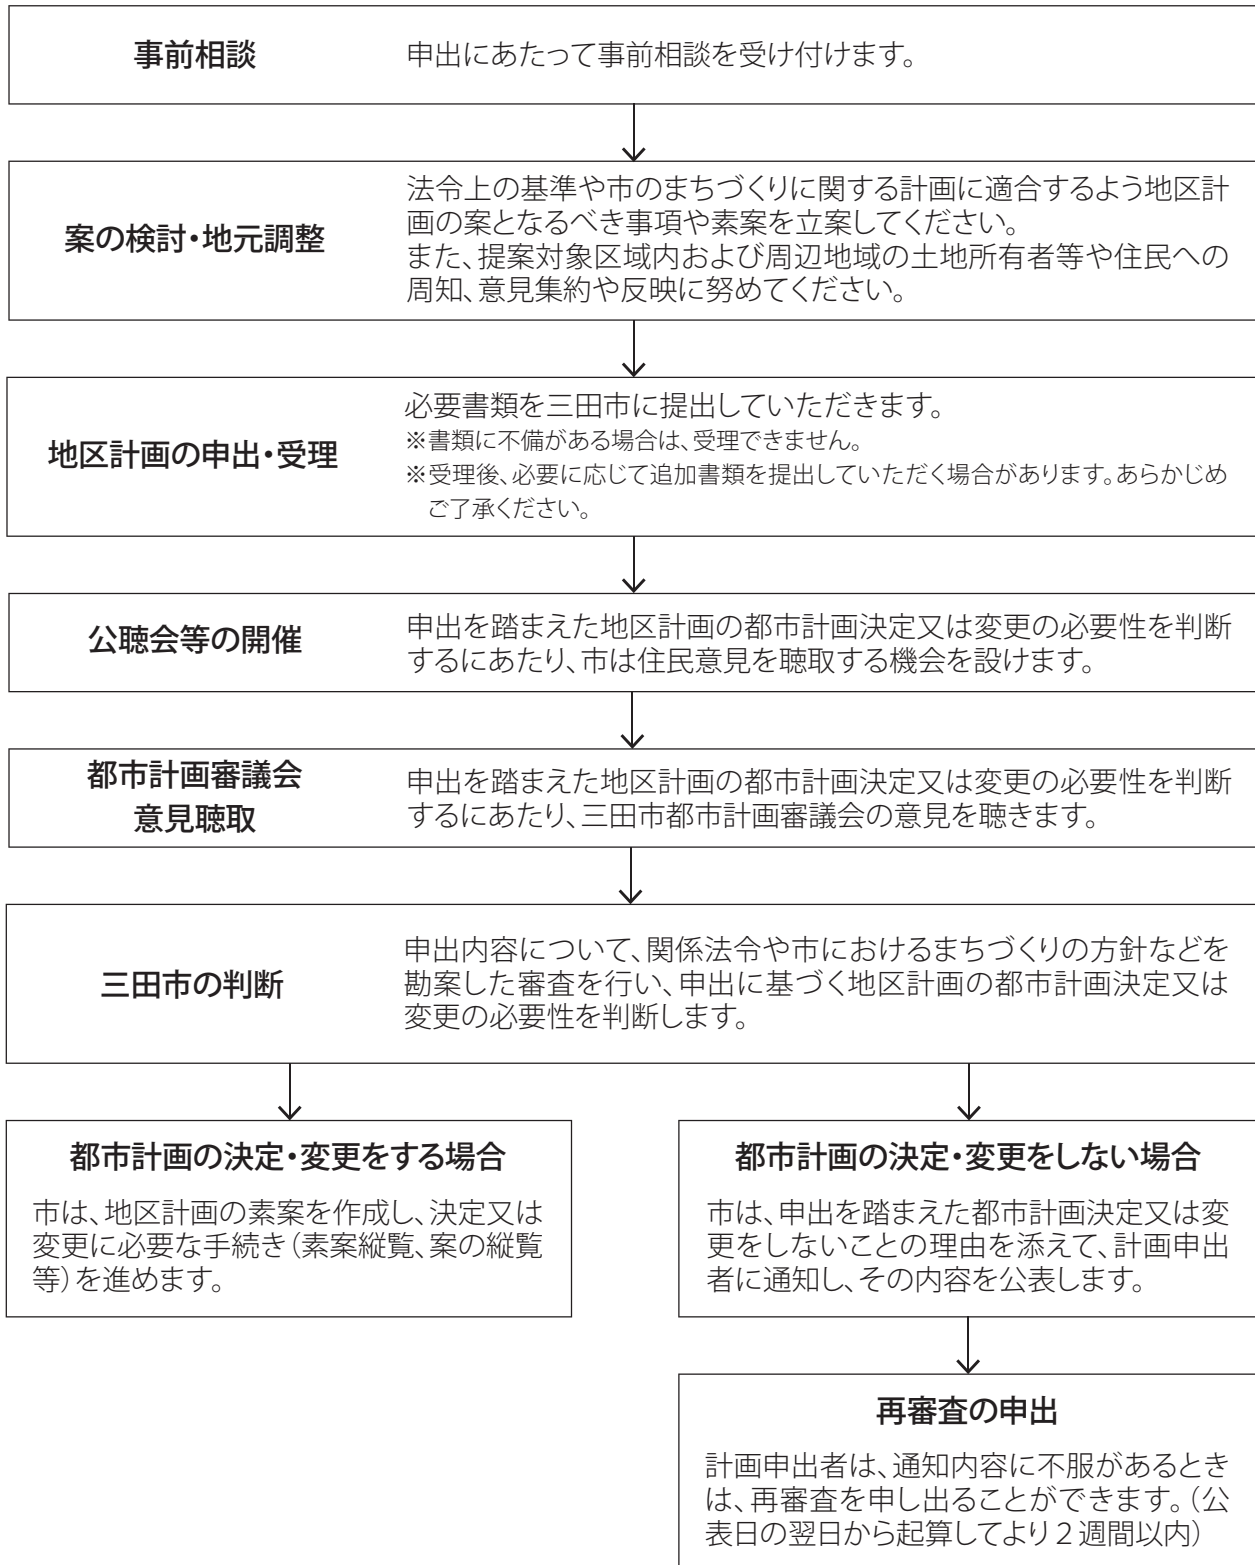 事前相談
申出にあたって事前相談を受け付けます。
案の検討・地元調整
法令上の基準や市のまちづくりに関する計画に適合するよう地区計
画の案となるべき事項や素案を立案してください。
また、提案対象区域内および周辺地域の土地所有者等や住民への
周知、意見集約や反映に努めてください。
地区計画の申出・受理
必要書類を三田市に提出していただきます。
※書類に不備がある場合は、受理できません。
※受理後、必要に応じて追加書類を提出していただく場合があります。あらかじめ
ご了承ください。
公聴会等の開催
申出を踏まえた地区計画の都市計画決定又は変更の必要性を判断
するにあたり、市は住民意見を聴取する機会を設けます。
都市計画審議会
意見聴取
申出を踏まえた地区計画の都市計画決定又は変更の必要性を判断
するにあたり、三田市都市計画審議会の意見を聴きます。
三田市の判断
申出内容について、関係法令や市におけるまちづくりの方針などを
勘案した審査を行い、申出に基づく地区計画の都市計画決定又は
変更の必要性を判断します。
都市計画の決定・変更をする場合
市は、地区計画の素案を作成し、決定又は
変更に必要な手続き（素案縦覧、案の縦覧
等）を進めます。
都市計画の決定・変更をしない場合
市は、申出を踏まえた都市計画決定又は変
更をしないことの理由を添えて、計画申出
者に通知し、その内容を公表します。
再審査の申出
計画申出者は、通知内容に不服があるとき
は、再審査を申し出ることができます。（公
表日の翌日から起算してより２週間以内）